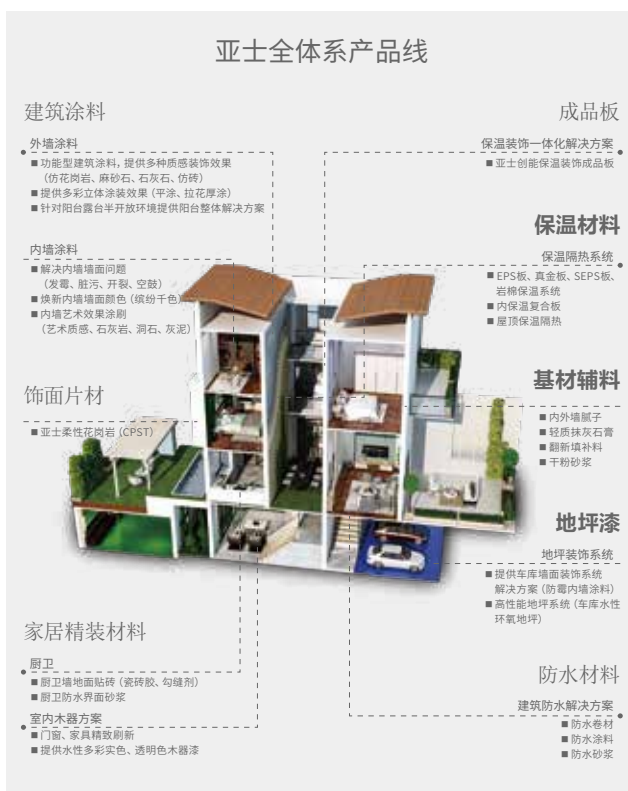 亚士全体系产品线
建筑涂料
外墙涂料
■ 功能型建筑涂料，提供多种质感装饰效果
（仿花岗岩、麻砂石、石灰石、仿砖）
■ 提供多彩立体涂装效果（平涂、拉花厚涂）
■ 针对阳台露台半开放环境提供阳台整体解决方案
内墙涂料
■ 解决内墙墙面问题
（发霉、脏污、开裂、空鼓）
■ 焕新内墙墙面颜色（缤纷千色）
■ 内墙艺术效果涂刷
（艺术质感、石灰岩、洞石、灰泥）
饰面片材
■ 亚士柔性花岗岩（CPST）
家居精装材料
厨卫
■ 厨卫墙地面贴砖（瓷砖胶、勾缝剂）
■ 厨卫防水界面砂浆
室内木器方案
■ 门窗、家具精致刷新
■ 提供水性多彩实色、透明色木器漆
成品板
保温装饰一体化解决方案
■ 亚士创能保温装饰成品板
保温材料
保温隔热系统
■ EPS板、真金板、SEPS板、
岩棉保温系统
■ 内保温复合板
■ 屋顶保温隔热
基材辅料
■ 内外墙腻子
■ 轻质抹灰石膏
■ 翻新填补料
■ 干粉砂浆
地坪漆
地坪装饰系统
■ 提供车库墙面装饰系统
解决方案（防霉内墙涂料）
■ 高性能地坪系统（车库水性
环氧地坪）
防水材料
建筑防水解决方案
■ 防水卷材
■ 防水涂料
■ 防水砂浆